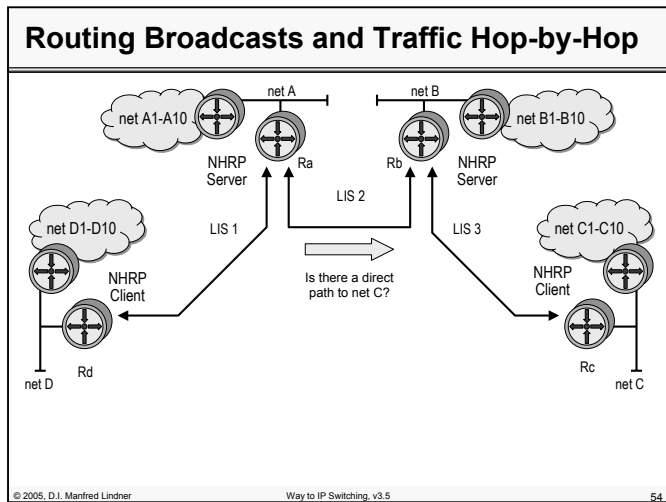 Routing Broadcasts and Traffic Hop-by-Hop
net A
net B
net A1-A10
net B1-B10
NHRP
Server
Ra
Rb
NHRP
Server
LIS 2
LIS 1
LIS 3
net D1-D10
net C1-C10
Is there a direct
path to net C?
NHRP
Client
NHRP
Client
Rd
Rc
net D
net C
© 2005, D.I. Manfred Lindner
Way to IP Switching, v3.5
54